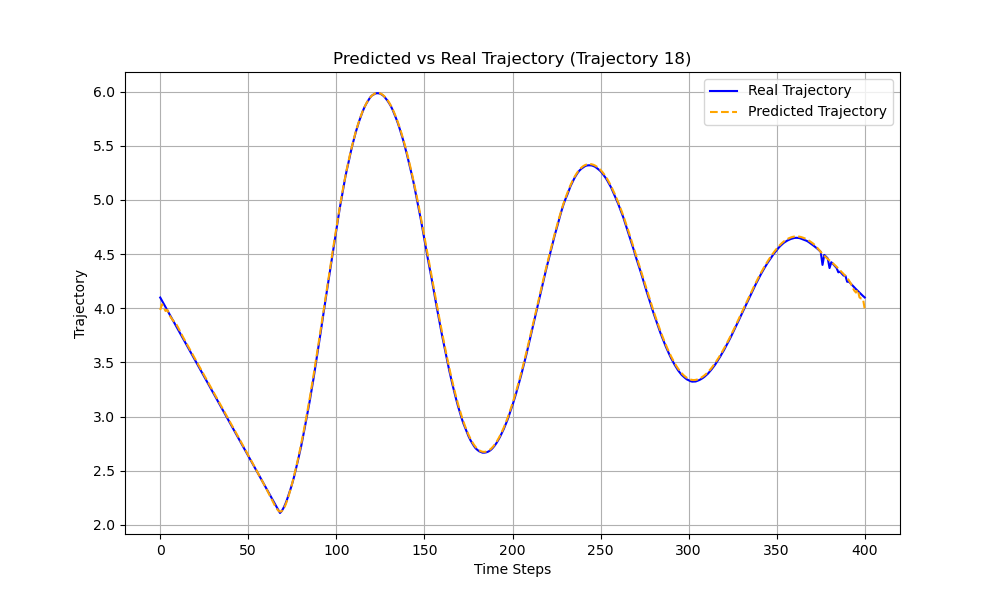 Predicted vs Real Trajectory (Trajectory 18)
Real Trajectory
Predicted Trajectory
Trajectory
6.0
5.5
5.0
4.5
4.0
3.5
3.0
2.5
2.0
0 50 100 150 200 250 300 350 400
Time Steps